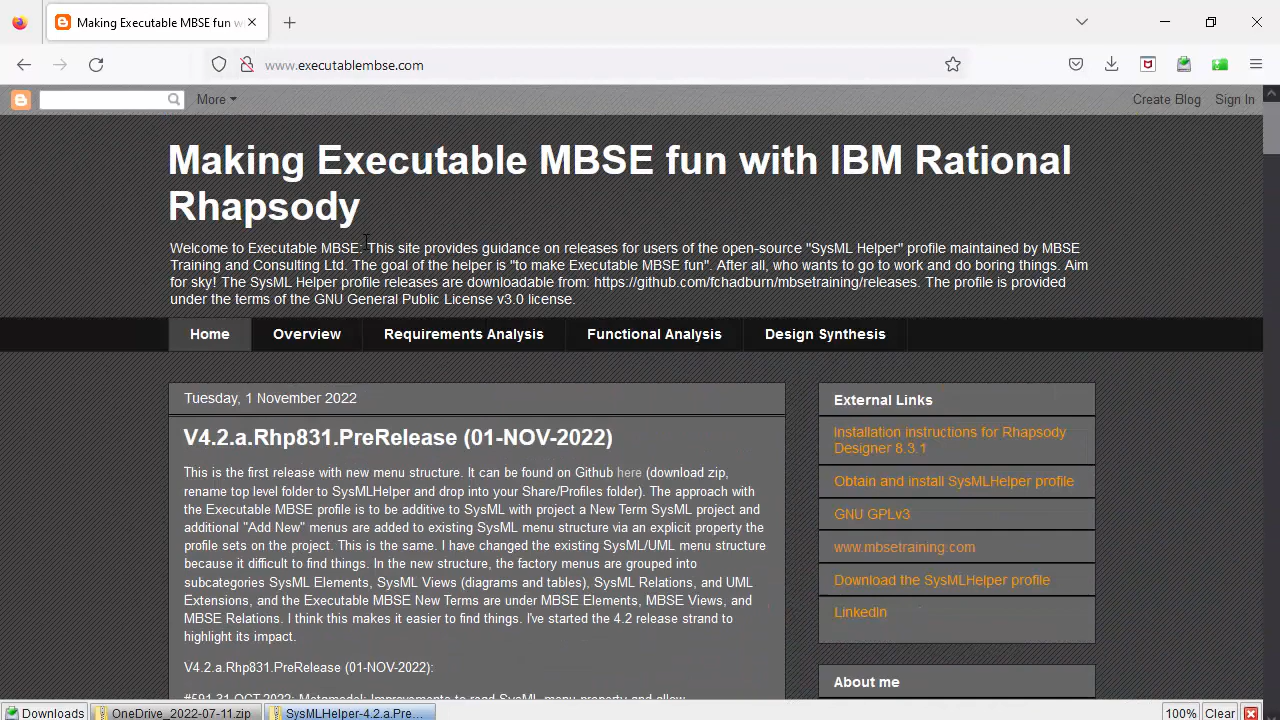 Making Executable MBSE fun w
www.executablembse.com
More
Create Blog
Sign In
Making Executable MBSE fun with IBM Rational
Rhapsody
Welcome to Executable MBSE: This site provides guidance on releases for users of the open-source "SysML Helper" profile maintained by MBSE
Training and Consulting Ltd. The goal of the helper is "to make Executable MBSE fun". After all, who wants to go to work and do boring things. Aim
for sky! The SysML Helper profile releases are downloadable from: https://github.com/fchadburn/mbsetraining/releases. The profile is provided
under the terms of the GNU General Public License v3.0 license.
Home
Overview
Requirements Analysis
Functional Analysis
Design Synthesis
Tuesday, 1 November 2022
V4.2.a.Rhp831.PreRelease (01-NOV-2022)
This is the first release with new menu structure. It can be found on Github here (download zip,
rename top level folder to SysMLHelper and drop into your Share/Profiles folder). The approach with
the Executable MBSE profile is to be additive to SysML with project a New Term SysML project and
additional "Add New" menus are added to existing SysML menu structure via an explicit property the
profile sets on the project. This is the same. I have changed the existing SysML/UML menu structure
because it difficult to find things. In the new structure, the factory menus are grouped into
subcategories SysML Elements, SysML Views (diagrams and tables), SysML Relations, and UML
Extensions, and the Executable MBSE New Terms are under MBSE Elements, MBSE Views, and
MBSE Relations. I think this makes it easier to find things. I've started the 4.2 release strand to
highlight its impact.
V4.2.a.Rhp831.PreRelease (01-NOV-2022):
#591 31-OCT-2022: Metamodel: Improvements to read SysML menu property and allow
External Links
Installation instructions for Rhapsody
Designer 8.3.1
Obtain and install SysMLHelper profile
GNU GPLv3
www.mbsetraining.com
Download the SysMLHelper profile
LinkedIn
About me
Downloads
OneDrive_2022-07-11.zip
SysMLHelper-4.2.a.Pre...
100%
Clear